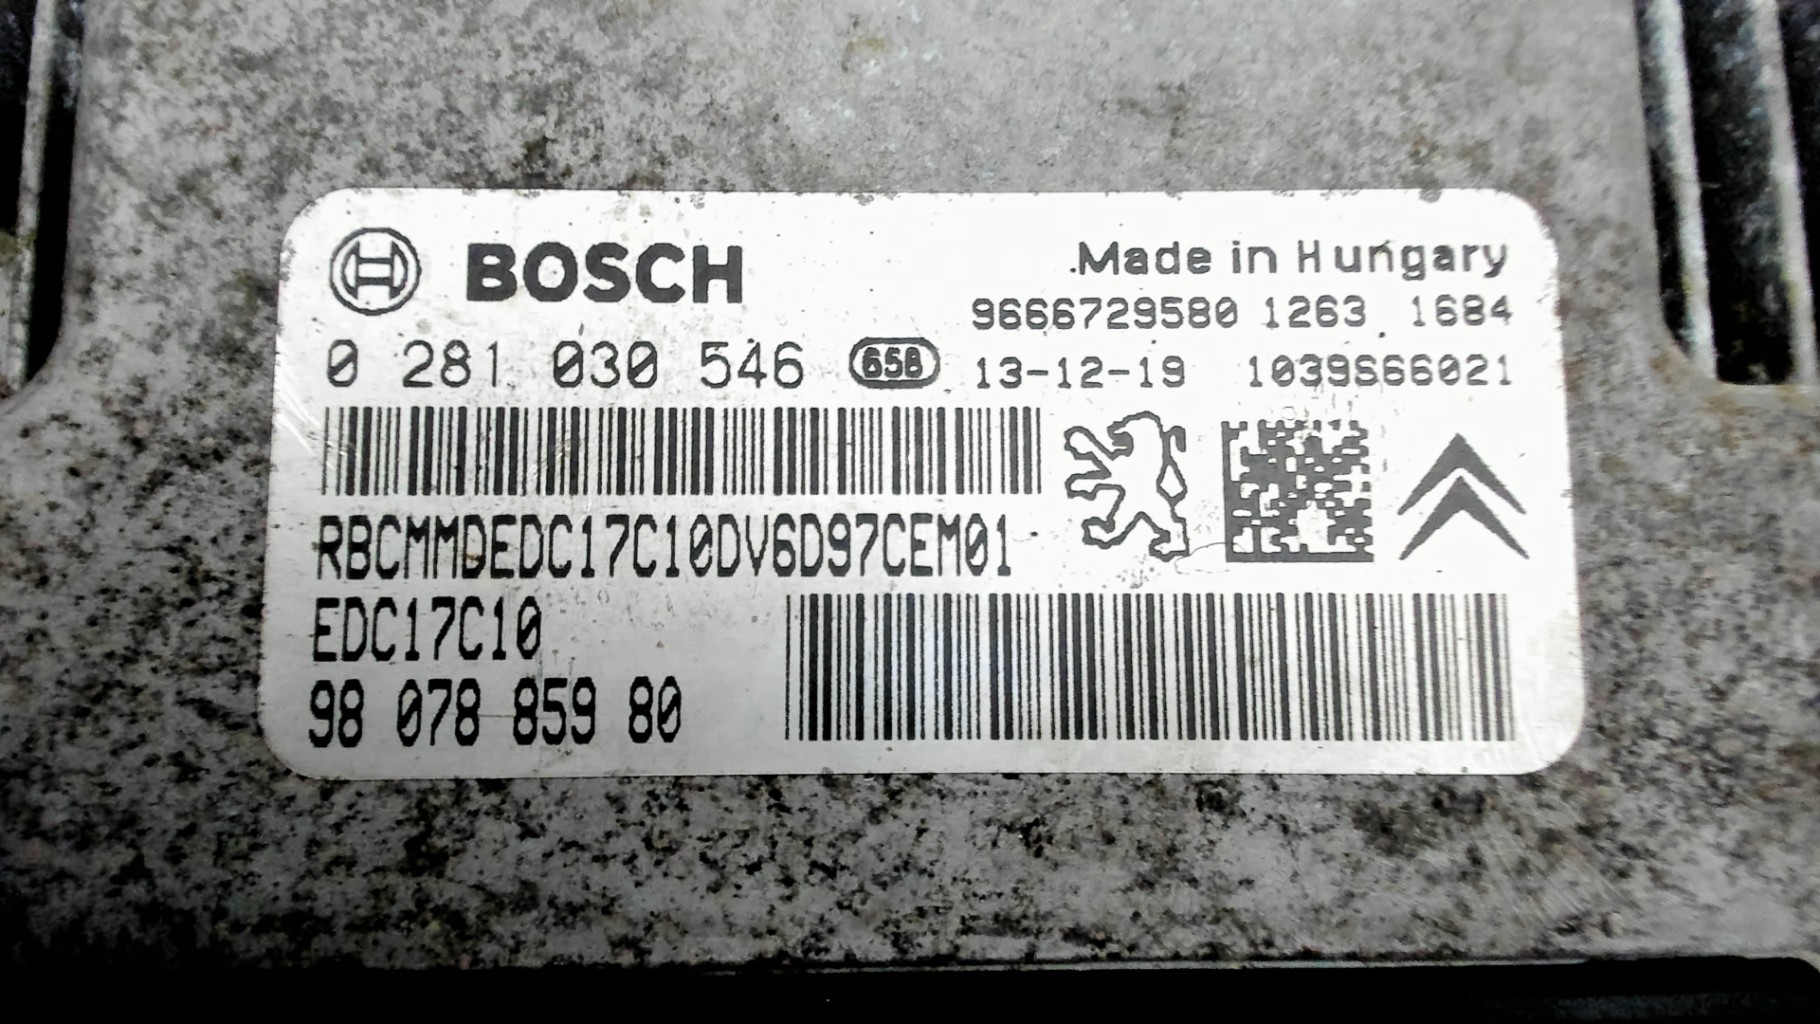 BOSCH
Made in Hungary
9666729580 1263 1684
0 281 030 546 65B
13-12-19 1039S66021
RBCMMDEDC17C10DV6D97CEM01
EDC17C10
98 078 859 80